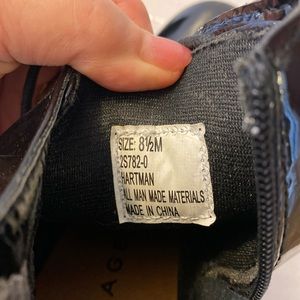 SIZE: 8½M
2S782-0
HARTMAN
ALL MAN MADE MATERIALS
MADE IN CHINA